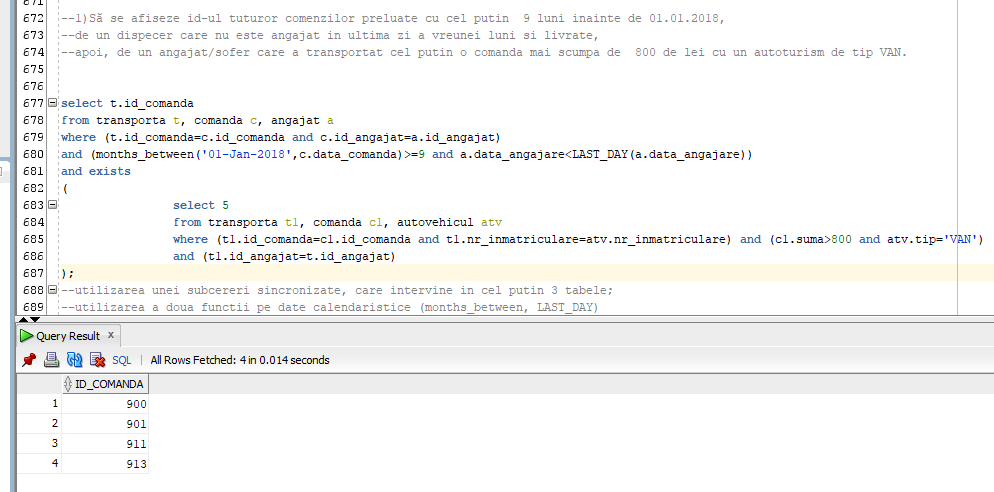 671
672 --1)Să se afiseze id-ul tuturor comenzilor preluate cu cel putin  9 luni inainte de 01.01.2018,
673 --de un dispecer care nu este angajat in ultima zi a vreunei luni si livrate,
674 --apoi, de un angajat/sofer care a transportat cel putin o comanda mai scumpa de  800 de lei cu un autoturism de tip VAN.
675
676
677 select t.id_comanda
678 from transporta t, comanda c, angajat a
679 where (t.id_comanda=c.id_comanda and c.id_angajat=a.id_angajat)
680 and (months_between('01-Jan-2018',c.data_comanda)>=9 and a.data_angajare<LAST_DAY(a.data_angajare))
681 and exists
682 (
683 select 5
684 from transporta t1, comanda c1, autovehicul atv
685 where (t1.id_comanda=c1.id_comanda and t1.nr_inmatriculare=atv.nr_inmatriculare) and (c1.suma>800 and atv.tip='VAN')
686 and (t1.id_angajat=t.id_angajat)
687 );
688 --utilizarea unei subcereri sincronizate, care intervine in cel putin 3 tabele;
689 --utilizarea a doua functii pe date calendaristice (months_between, LAST_DAY)
Query Result x
SQL | All Rows Fetched: 4 in 0.014 seconds
ID_COMANDA
1 900
2 901
3 911
4 913